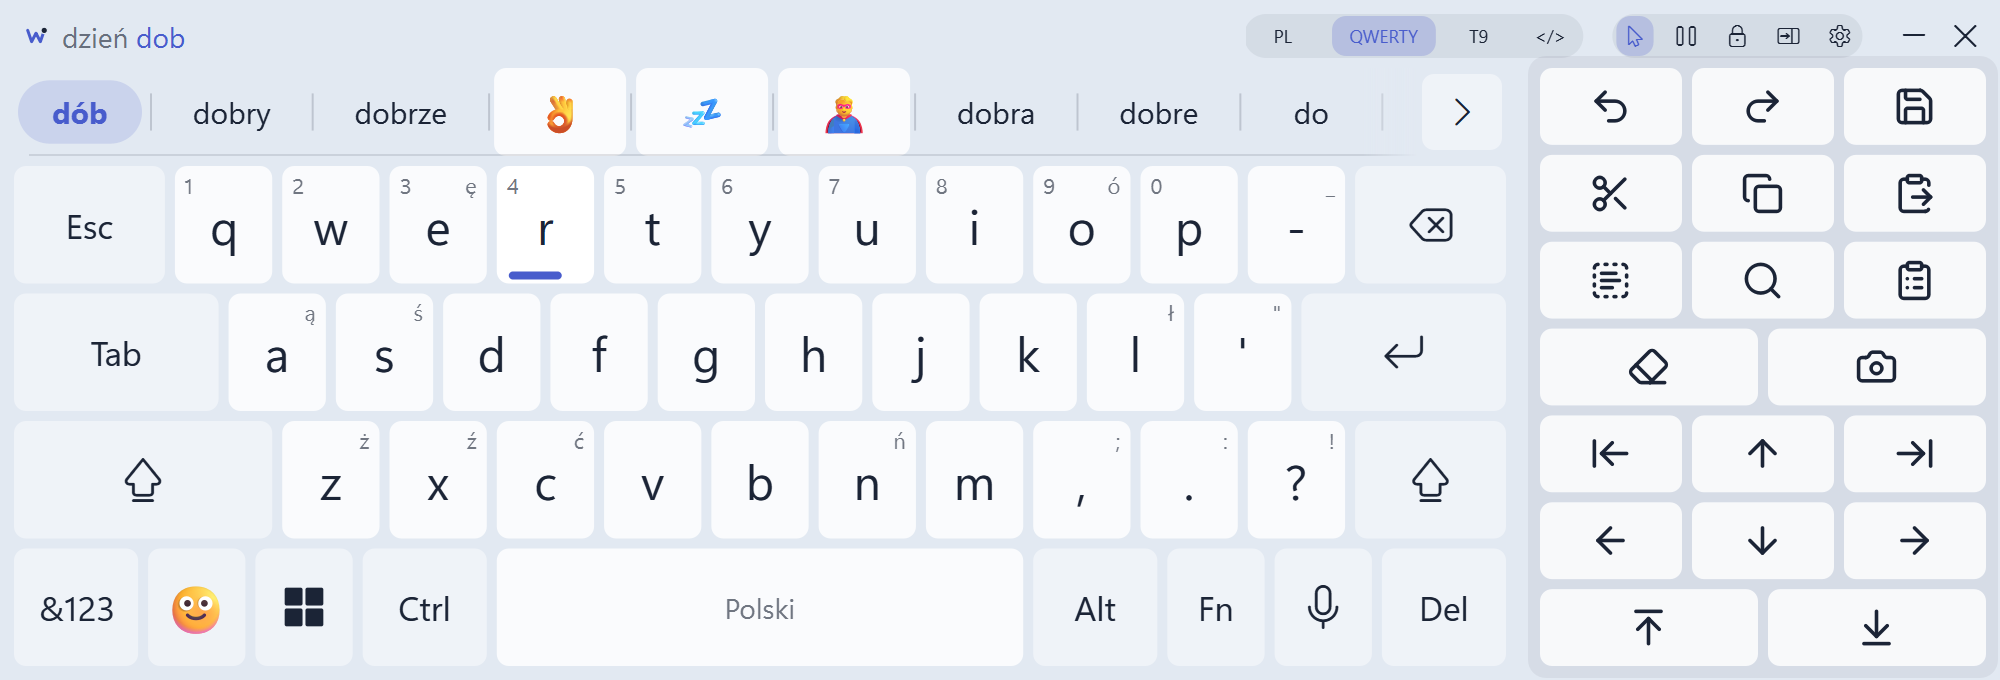 dzień dob
PL QWERTY T9 </>
dób dobry dobrze dobra dobre do
Esc 1 q 2 w 3 ę e 4 r 5 t 6 y 7 u 8 i 9 ó o 0 p _ -
Tab ą a ś s d f g h j k ł l " '
ż z ź x ć c v b ń n m ; , : . ! ?
&123 Ctrl Polski Alt Fn Del